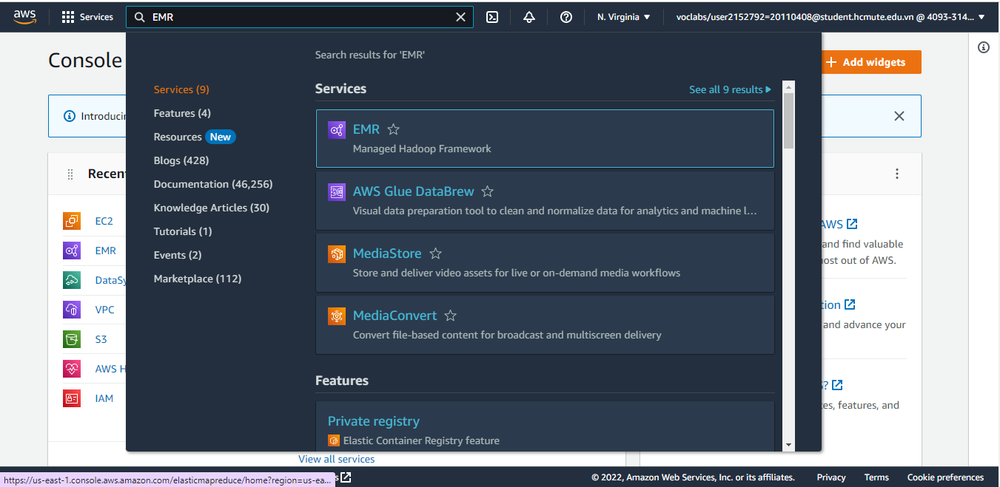 aws
Services
EMR
N. Virginia
voclabs/user2152792=20110408@student.hcmute.edu.vn @ 4093-314...
Console
Add widgets
Search results for 'EMR'
Services (9)
Features (4)
Resources New
Blogs (428)
Documentation (46,256)
Knowledge Articles (30)
Tutorials (1)
Events (2)
Marketplace (112)
Services
See all 9 results
EMR
Managed Hadoop Framework
AWS Glue DataBrew
Visual data preparation tool to clean and normalize data for analytics and machine l...
MediaStore
Store and deliver video assets for live or on-demand media workflows
MediaConvert
Convert file-based content for broadcast and multiscreen delivery
Features
Private registry
Elastic Container Registry feature
EC2
EMR
VPC
S3
AWS
IAM
AWS
and find valuable
out of AWS.
and advance your
features, and
View all services
https://us-east-1.console.aws.amazon.com/elasticmapreduce/home?region=us-ea...
© 2022, Amazon Web Services, Inc. or its affiliates.
Privacy
Terms
Cookie preferences